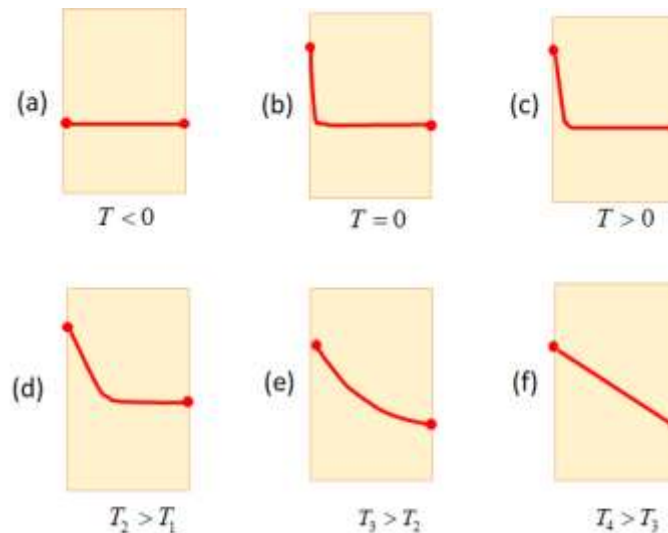 (a)
(b)
(c)
T < 0
T = 0
T > 0
(d)
(e)
(f)
T₂ > T₁
T₃ > T₂
T₄ > T₃